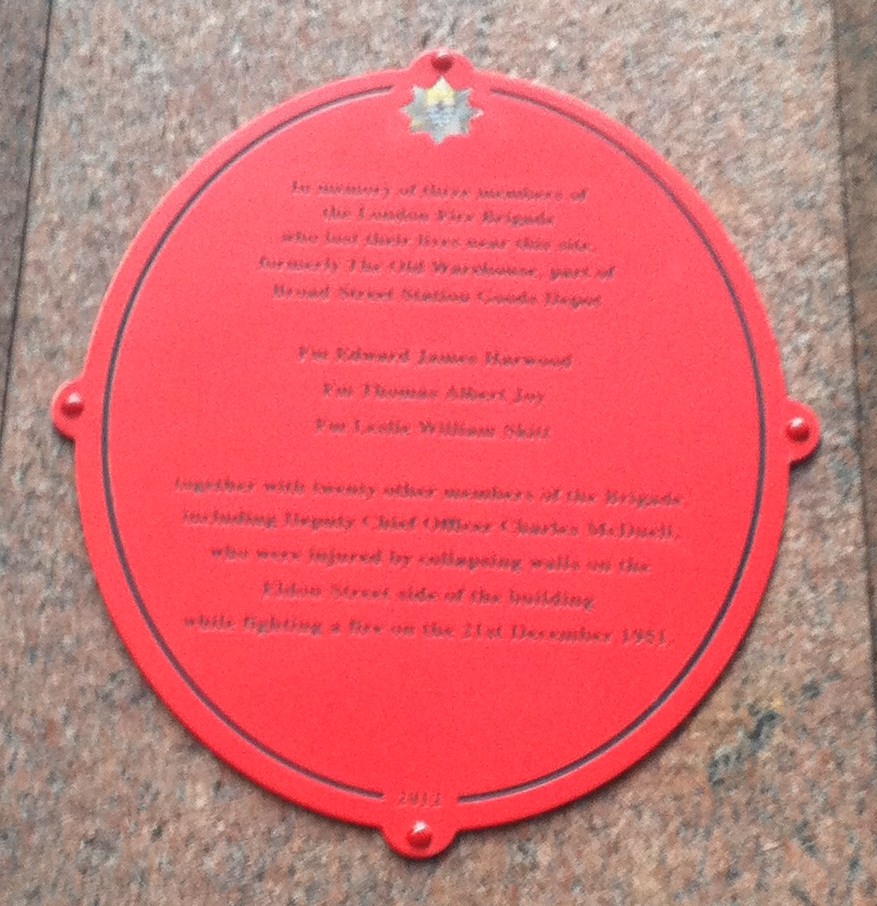 In memory of three members of
the London Fire Brigade
who lost their lives near this site,
formerly The Old Warehouse, part of
Broad Street Station Goods Depot
Fm Edward James Harwood
Fm Thomas Albert Joy
Fm Leslie William Skitt
together with twenty other members of the Brigade,
including Deputy Chief Officer Charles McDuell,
who were injured by collapsing walls on the
Eldon Street side of the building
while fighting a fire on the 21st December 1951.